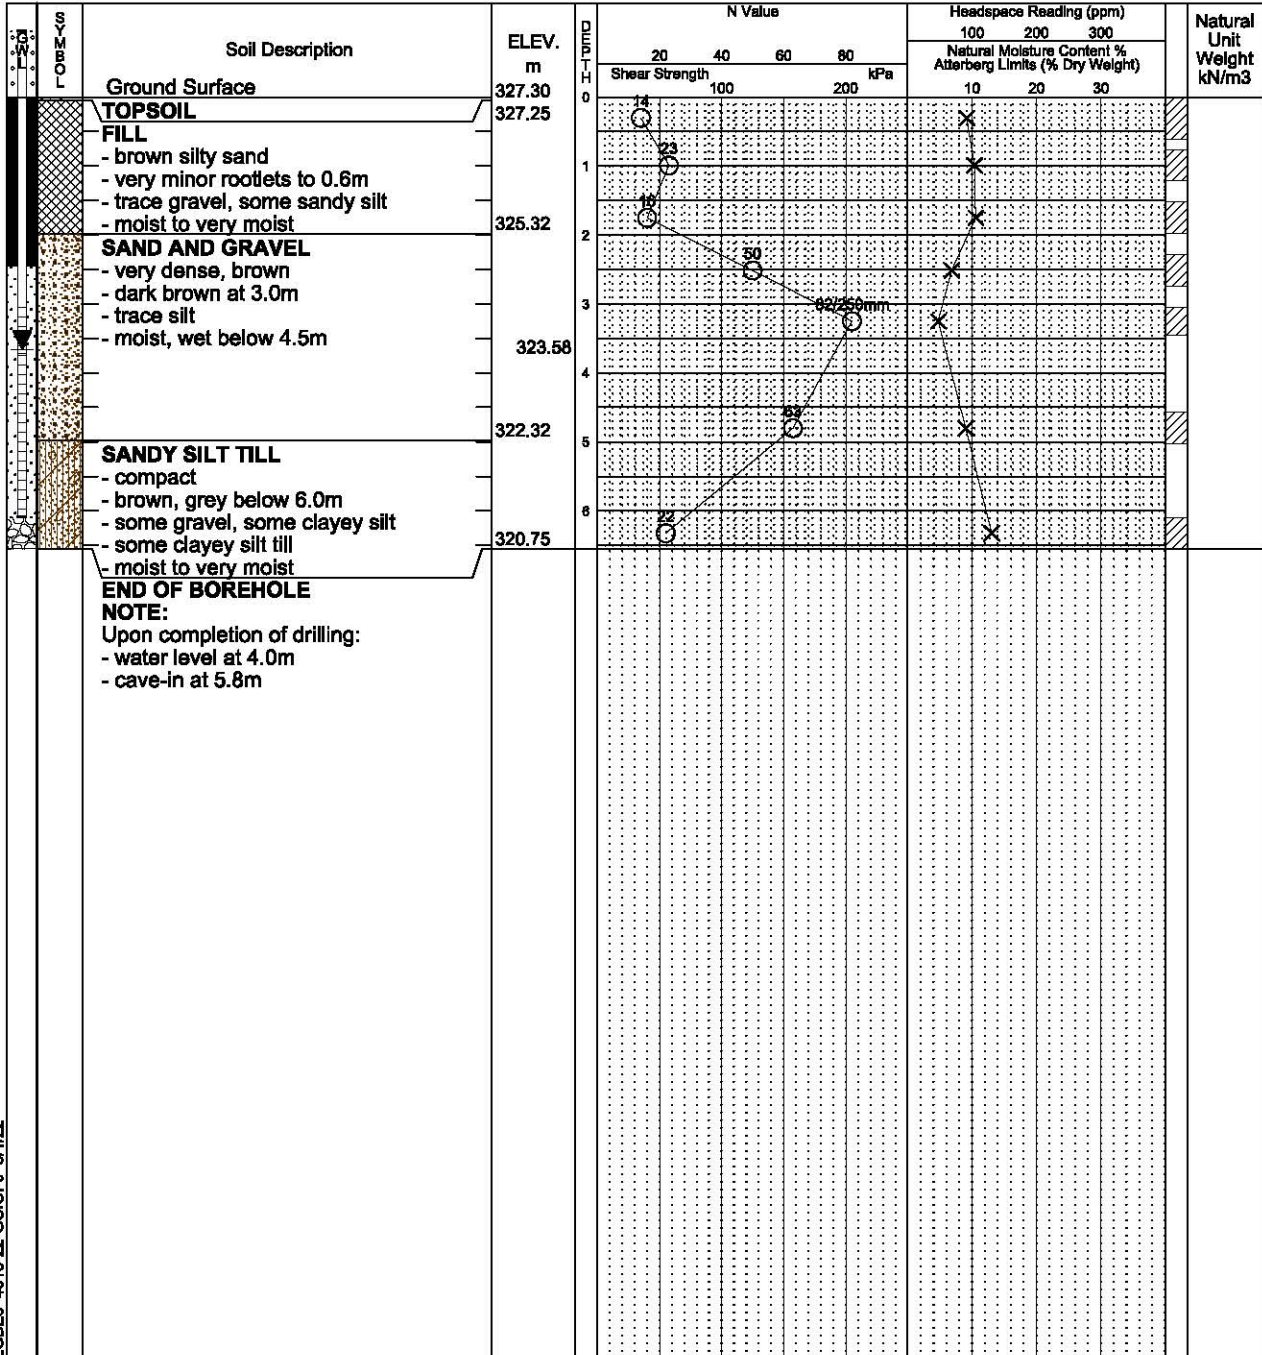 GWL
SYMBOL
Soil Description
ELEV.
m
DEPTH
N Value
20 40 60 80
Shear Strength kPa
100 200
Headspace Reading (ppm)
100 200 300
Natural Moisture Content %
Atterberg Limits (% Dry Weight)
10 20 30
Natural
Unit
Weight
kN/m3
Ground Surface 327.30 0
TOPSOIL 327.25 14
FILL
- brown silty sand 23
- very minor rootlets to 0.6m 1
- trace gravel, some sandy silt 16
- moist to very moist 325.32 2
SAND AND GRAVEL 50
- very dense, brown
- dark brown at 3.0m 3 82/250mm
- trace silt
- moist, wet below 4.5m 323.58
4
63
322.32 5
SANDY SILT TILL
- compact
- brown, grey below 6.0m 6
- some gravel, some clayey silt 22
- some clayey silt till 320.75
- moist to very moist
END OF BOREHOLE
NOTE:
Upon completion of drilling:
- water level at 4.0m
- cave-in at 5.8m